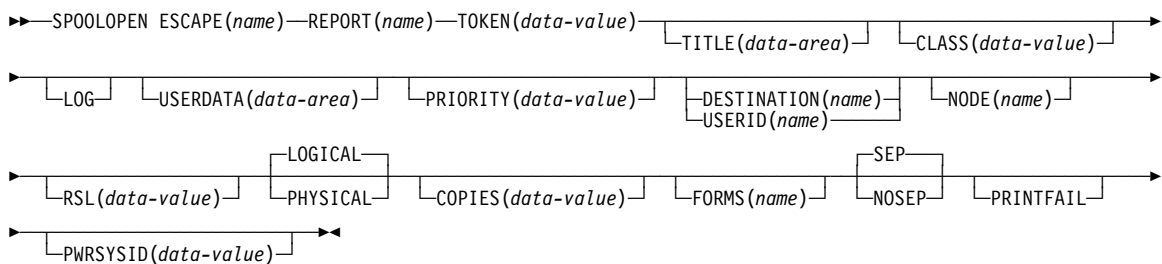 SPOOLOPEN ESCAPE(name) REPORT(name) TOKEN(data-value)
TITLE(data-area) CLASS(data-value)
LOG USERDATA(data-area) PRIORITY(data-value) DESTINATION(name) NODE(name)
USERID(name)
LOGICAL SEP
RSL(data-value) PHYSICAL COPIES(data-value) FORMS(name) NOSEP PRINTFAIL
PWRSYSID(data-value)